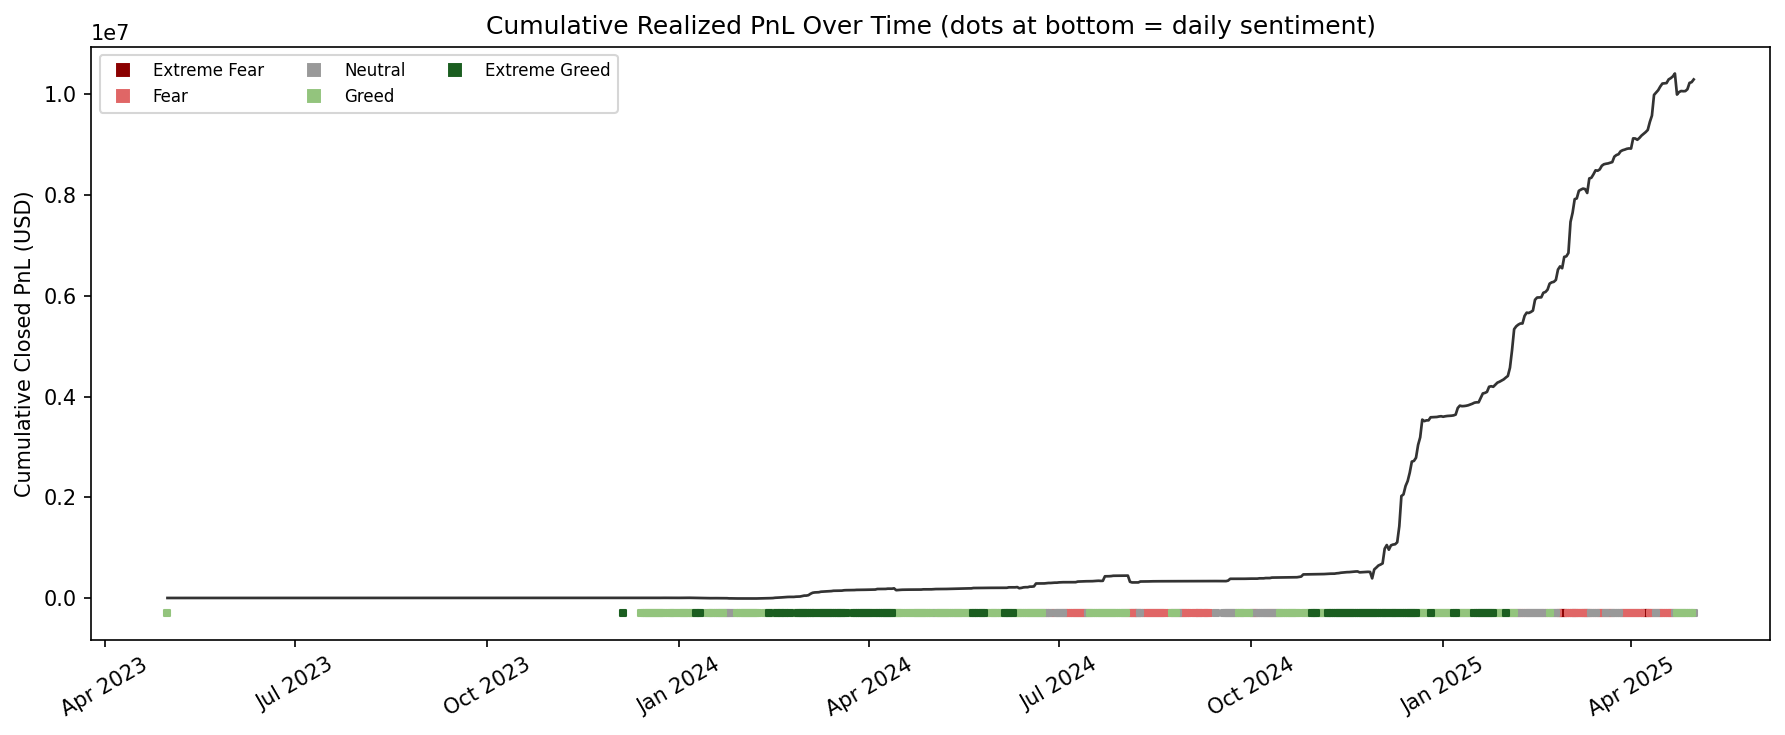 Cumulative Realized PnL Over Time (dots at bottom = daily sentiment)
1e7
Extreme Fear
Fear
Neutral
Greed
Extreme Greed
Cumulative Closed PnL (USD)
1.0
0.8
0.6
0.4
0.2
0.0
Apr 2023
Jul 2023
Oct 2023
Jan 2024
Apr 2024
Jul 2024
Oct 2024
Jan 2025
Apr 2025